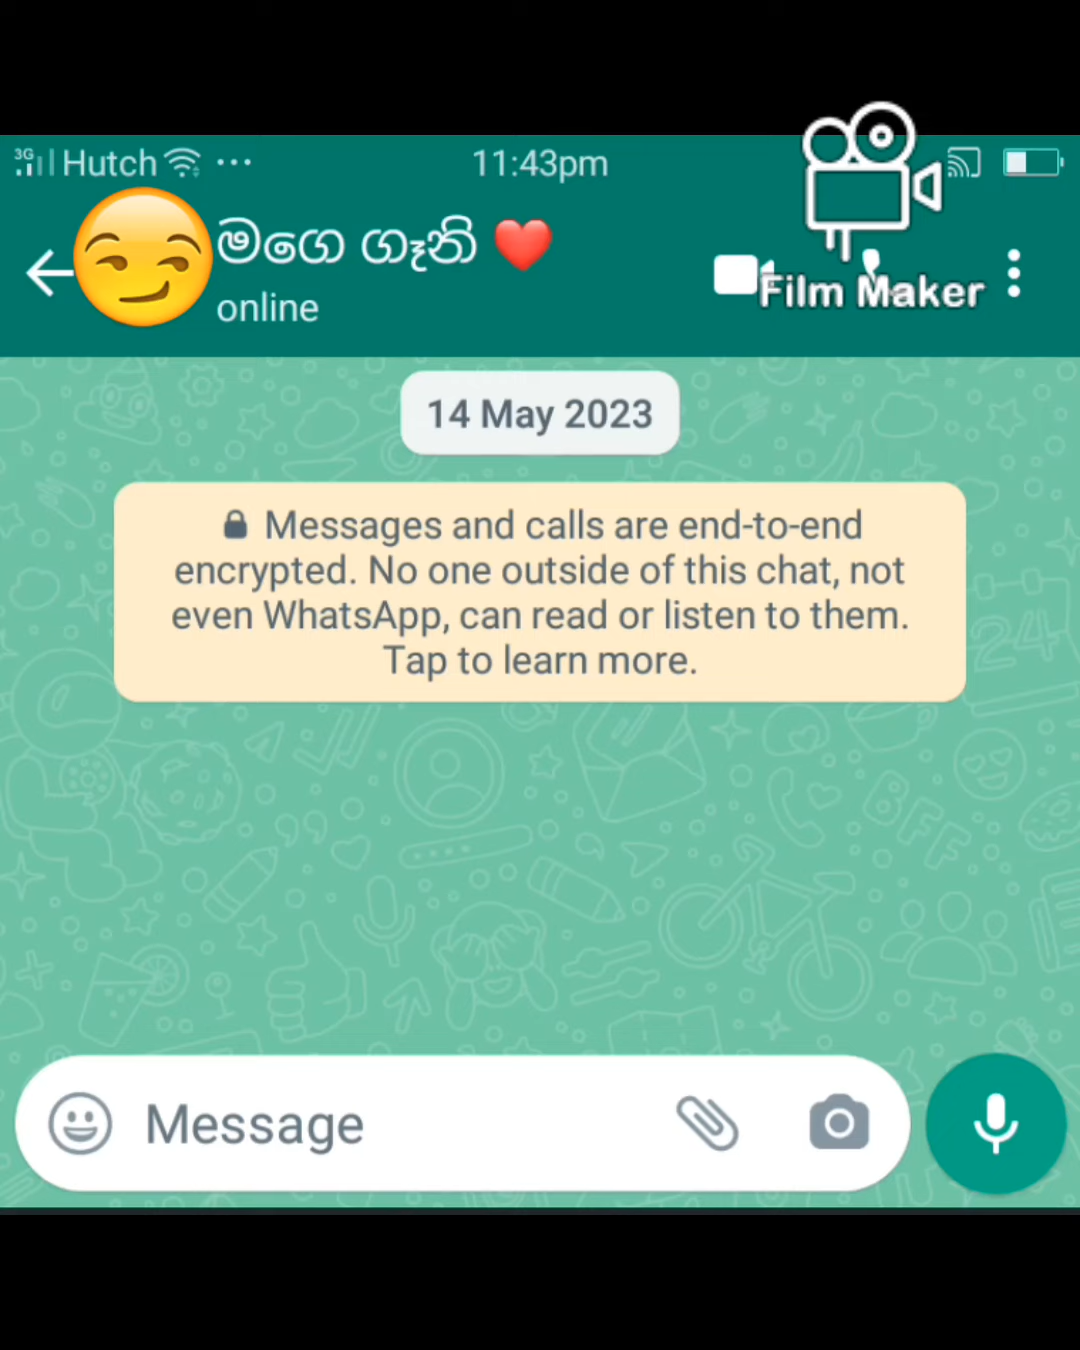 3G Hutch 11:43pm
මගෙ ගෑනි ❤️
online
Film Maker
14 May 2023
Messages and calls are end-to-end
encrypted. No one outside of this chat, not
even WhatsApp, can read or listen to them.
Tap to learn more.
Message